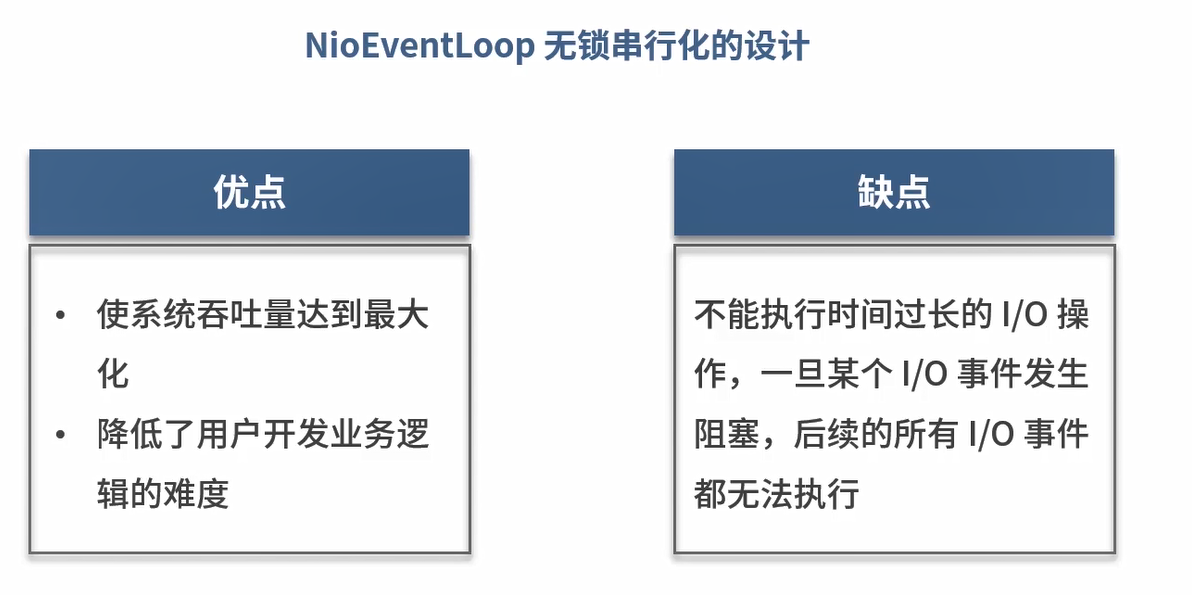 NioEventLoop 无锁串行化的设计
优点
• 使系统吞吐量达到最大
化
• 降低了用户开发业务逻
辑的难度
缺点
不能执行时间过长的 I/O 操
作，一旦某个 I/O 事件发生
阻塞，后续的所有 I/O 事件
都无法执行